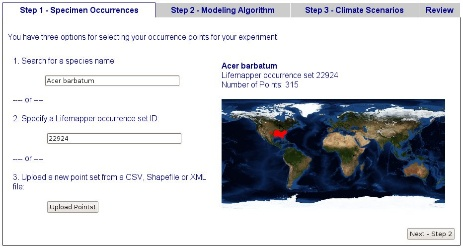 Step 1 - Specimen Occurrences Step 2 - Modeling Algorithm Step 3 - Climate Scenarios Review
You have three options for selecting your occurrence points for your experiment
1. Search for a species name
Acer barbatum
---- or ----
2. Specify a Lifemapper occurrence set ID
22924
---- or ----
3. Upload a new point set from a CSV, Shapefile or XML
file:
Upload Points!
Acer barbatum
Lifemapper occurrence set 22924
Number of Points: 315
Next - Step 2